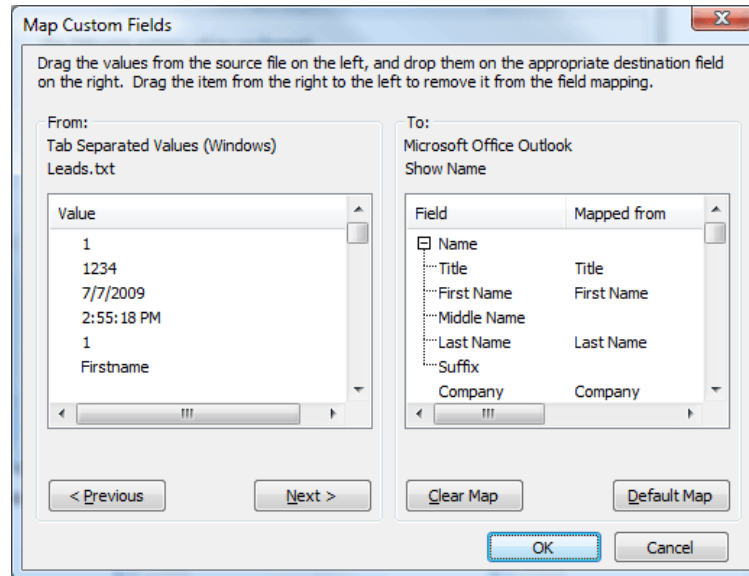 Map Custom Fields
Drag the values from the source file on the left, and drop them on the appropriate destination field
on the right. Drag the item from the right to the left to remove it from the field mapping.
From:
Tab Separated Values (Windows)
Leads.txt
Value
1
1234
7/7/2009
2:55:18 PM
1
Firstname
< Previous
Next >
To:
Microsoft Office Outlook
Show Name
Field Mapped from
Name
Title Title
First Name First Name
Middle Name
Last Name Last Name
Suffix
Company Company
Clear Map
Default Map
OK
Cancel